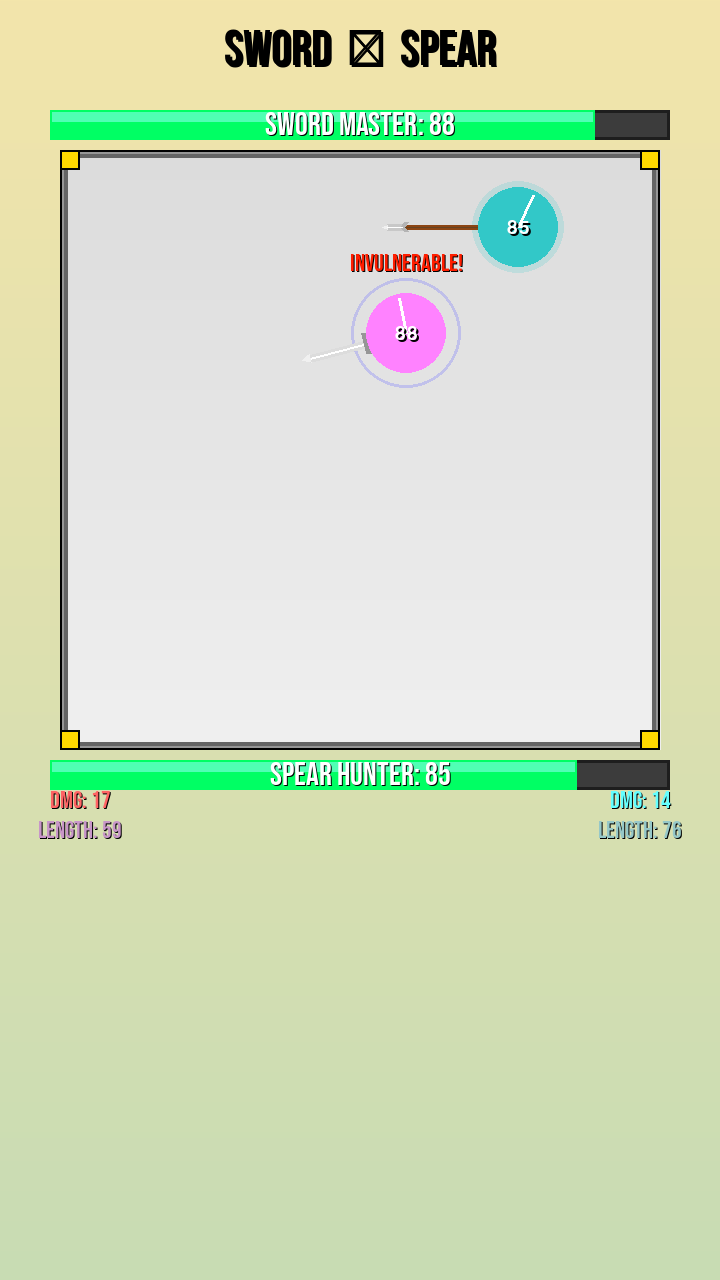 SWORD ☒ SPEAR
SWORD MASTER: 88
85
INVULNERABLE!
88
SPEAR HUNTER: 85
DMG: 17 DMG: 14
LENGTH: 59 LENGTH: 76